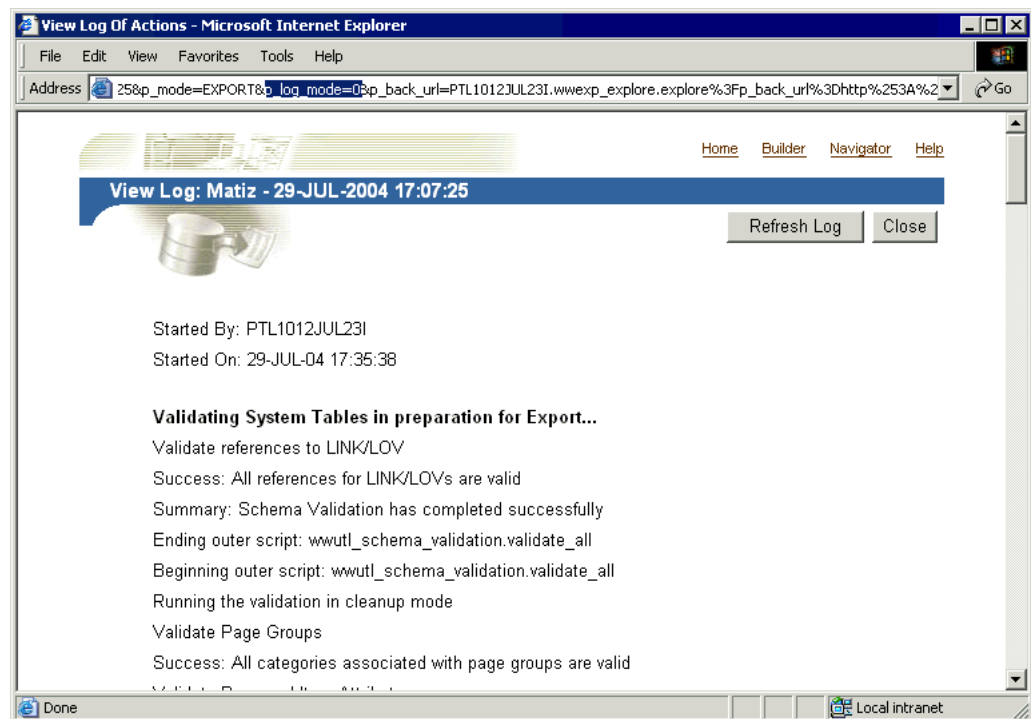 View Log Of Actions - Microsoft Internet Explorer
File Edit View Favorites Tools Help
Address 25&p_mode=EXPORT&p_log_mode=0&p_back_url=PTL1012JUL23I.wwexp_explore.explore%3Fp_back_url%3Dhttp%253A%2 Go
Home Builder Navigator Help
View Log: Matiz - 29-JUL-2004 17:07:25
Refresh Log Close
Started By: PTL1012JUL23I
Started On: 29-JUL-04 17:35:38
Validating System Tables in preparation for Export...
Validate references to LINK/LOV
Success: All references for LINK/LOVs are valid
Summary: Schema Validation has completed successfully
Ending outer script: wwutl_schema_validation.validate_all
Beginning outer script: wwutl_schema_validation.validate_all
Running the validation in cleanup mode
Validate Page Groups
Success: All categories associated with page groups are valid
Done Local intranet